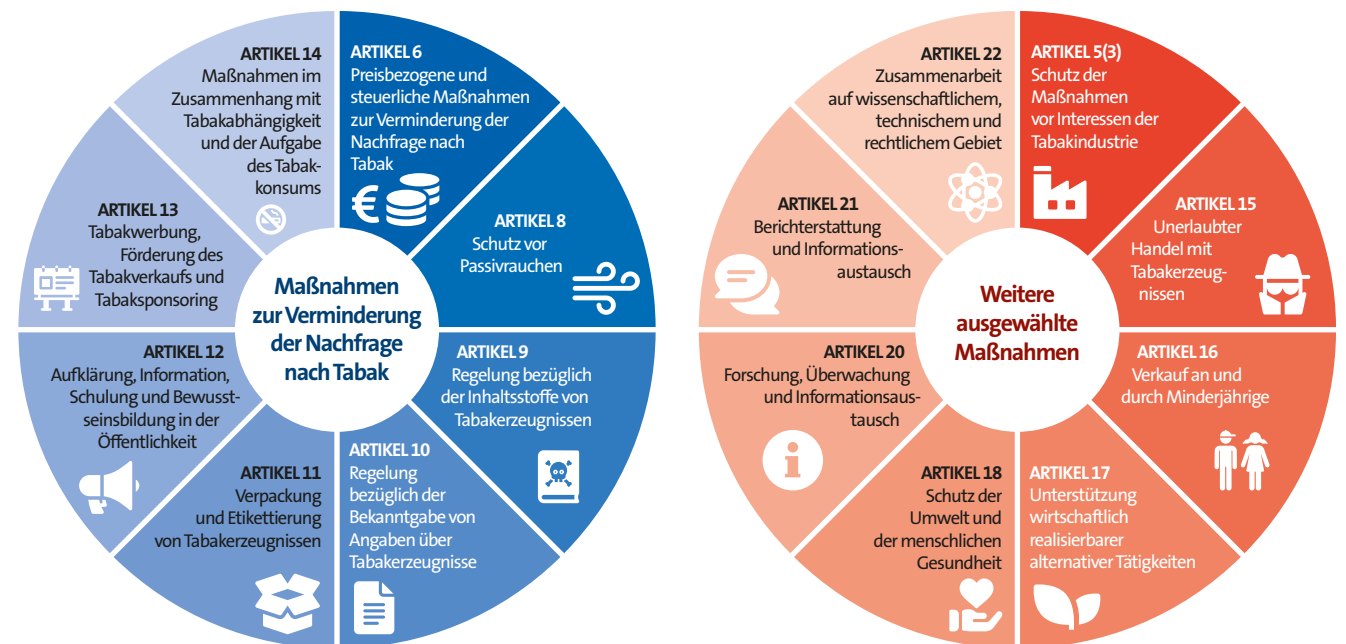 Maßnahmen
zur Verminderung
der Nachfrage
nach Tabak
ARTIKEL 6
Preisbezogene und
steuerliche Maßnahmen
zur Verminderung der
Nachfrage nach
Tabak
€
ARTIKEL 8
Schutz vor
Passivrauchen
ARTIKEL 9
Regelung bezüglich
der Inhaltsstoffe von
Tabakerzeugnissen
ARTIKEL 10
Regelung
bezüglich der
Bekanntgabe von
Angaben über
Tabakerzeugnisse
ARTIKEL 11
Verpackung
und Etikettierung
von Tabakerzeugnissen
ARTIKEL 12
Aufklärung, Information,
Schulung und Bewusst-
seinsbildung in der
Öffentlichkeit
ARTIKEL 13
Tabakwerbung,
Förderung des
Tabakverkaufs und
Tabaksponsoring
ARTIKEL 14
Maßnahmen im
Zusammenhang mit
Tabakabhängigkeit
und der Aufgabe
des Tabak-
konsums
Weitere
ausgewählte
Maßnahmen
ARTIKEL 5(3)
Schutz der
Maßnahmen
vor Interessen der
Tabakindustrie
ARTIKEL 15
Unerlaubter
Handel mit
Tabakerzeug-
nissen
ARTIKEL 16
Verkauf an und
durch Minderjährige
ARTIKEL 17
Unterstützung
wirtschaftlich
realisierbarer
alternativer Tätigkeiten
ARTIKEL 18
Schutz der
Umwelt und
der menschlichen
Gesundheit
ARTIKEL 20
Forschung, Überwachung
und Informationsaus-
tausch
i
ARTIKEL 21
Berichterstattung
und Informations-
austausch
ARTIKEL 22
Zusammenarbeit
auf wissenschaftlichem,
technischem und
rechtlichem Gebiet